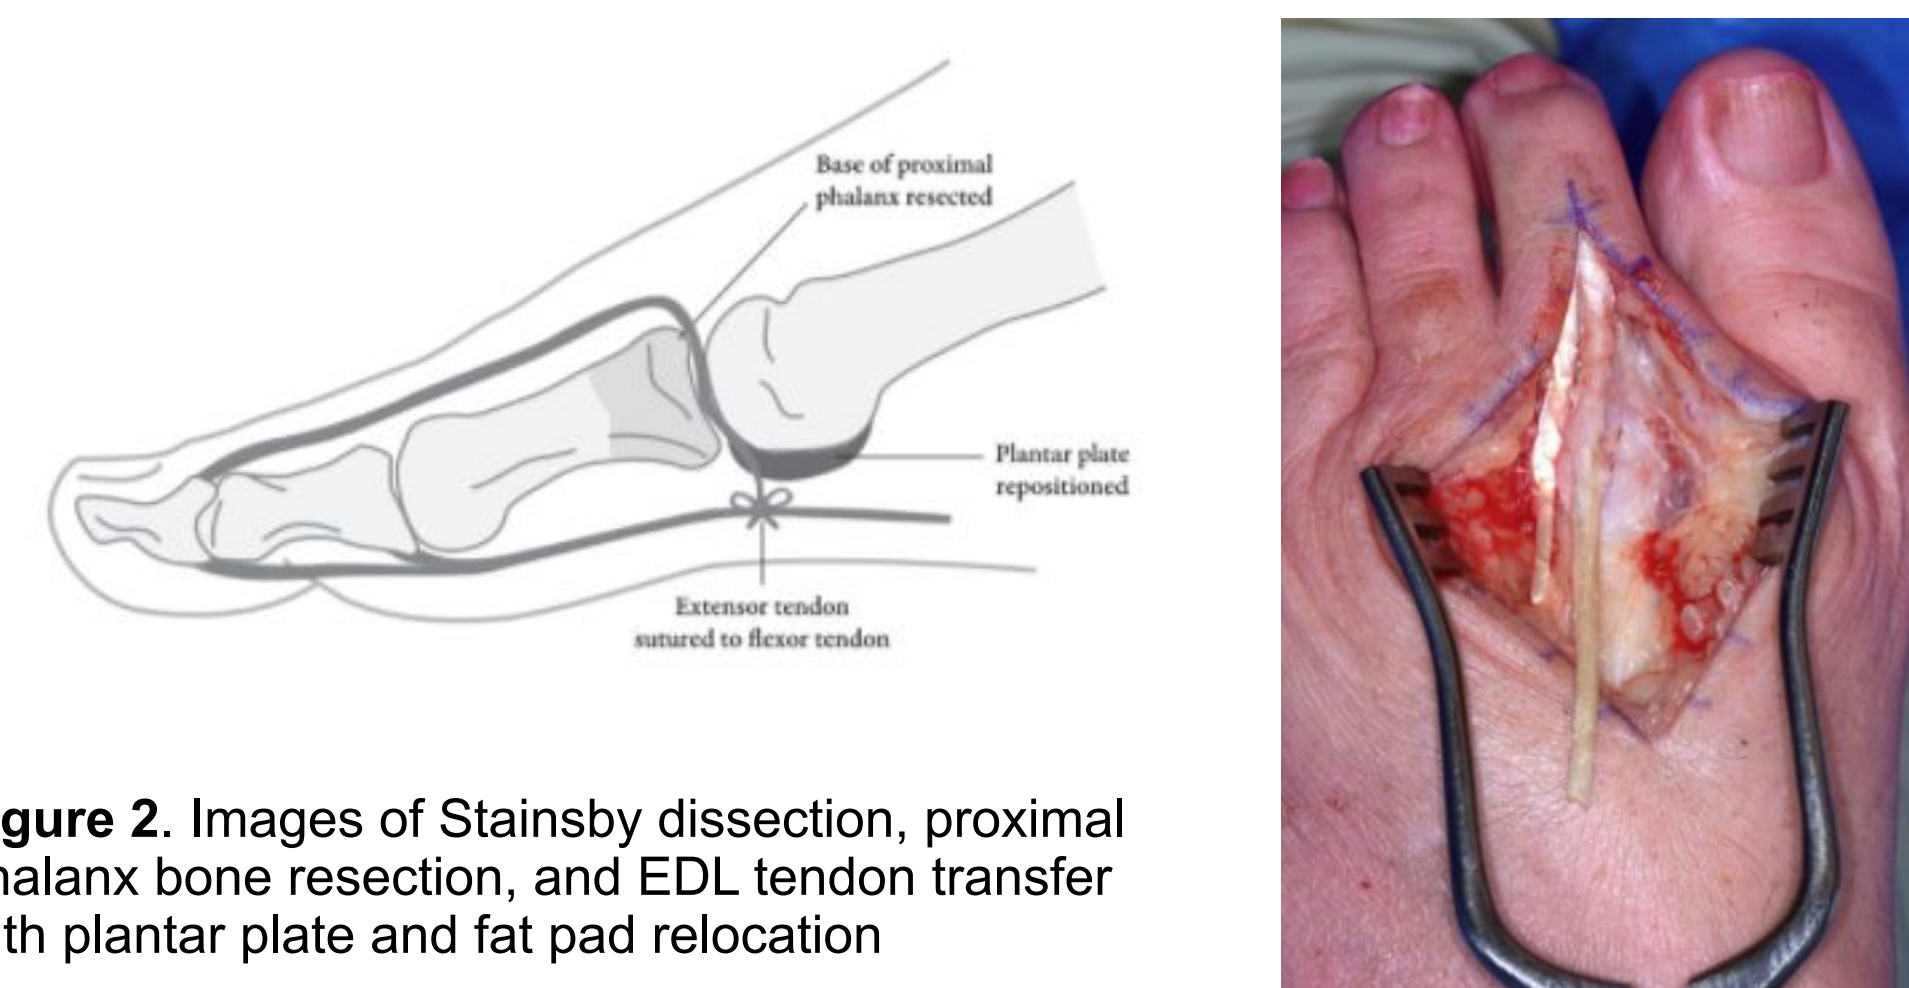 Base of proximal
phalanx resected
Plantar plate
repositioned
Extensor tendon
sutured to flexor tendon
gure 2. Images of Stainsby dissection, proximal
halanx bone resection, and EDL tendon transfer
th plantar plate and fat pad relocation